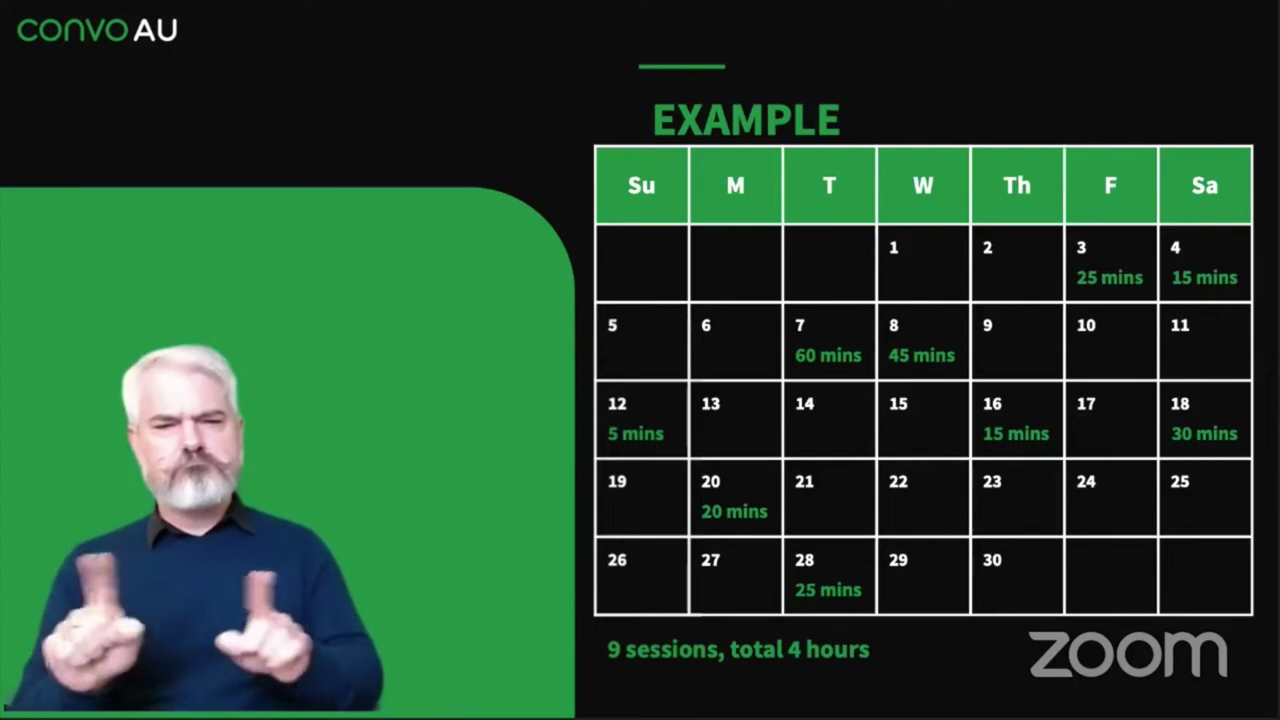 convo AU
EXAMPLE
Su M T W Th F Sa
1 2 3 4
25 mins 15 mins
5 6 7 8 9 10 11
60 mins 45 mins
12 13 14 15 16 17 18
5 mins 15 mins 30 mins
19 20 21 22 23 24 25
20 mins
26 27 28 29 30
25 mins
9 sessions, total 4 hours
zoom